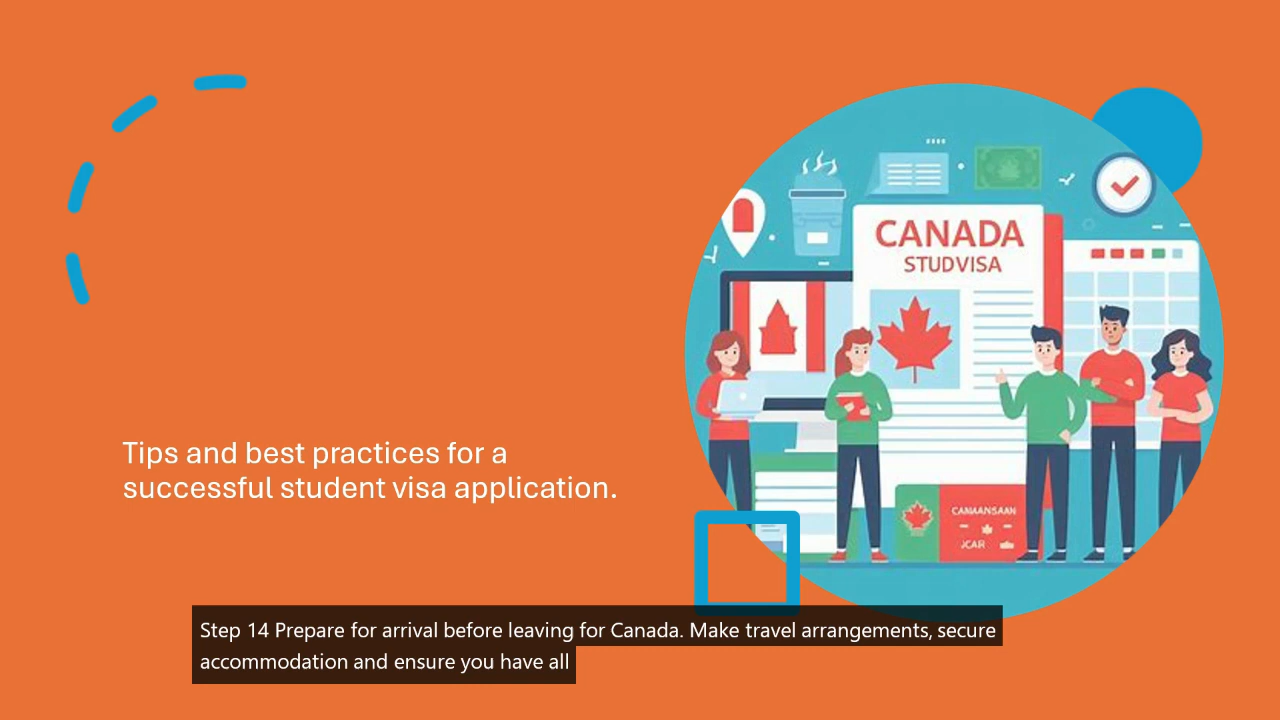 CANADA
STUDVISA
Tips and best practices for a
successful student visa application.
CANAANSAAN
JCAR
Step 14 Prepare for arrival before leaving for Canada. Make travel arrangements, secure
accommodation and ensure you have all